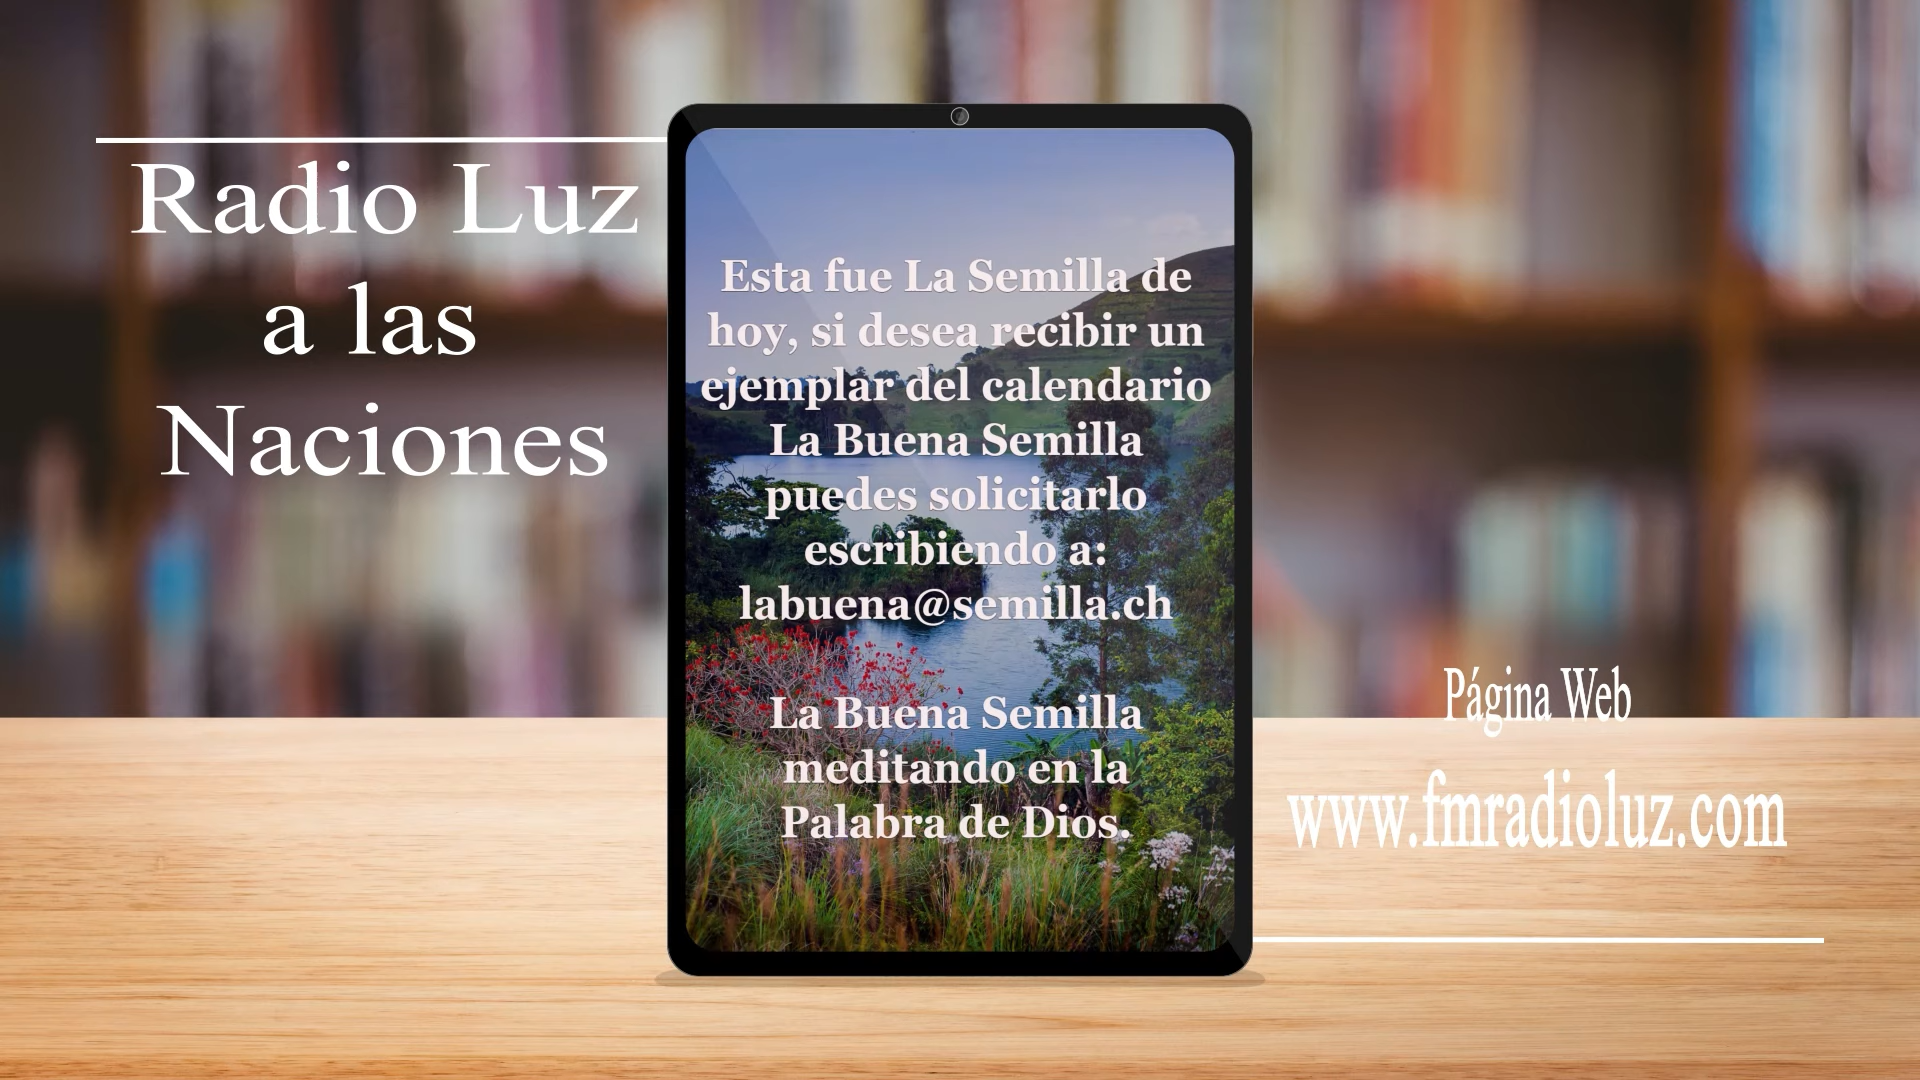 Radio Luz
a las
Naciones
Esta fue La Semilla de
hoy, si desea recibir un
ejemplar del calendario
La Buena Semilla
puedes solicitarlo
escribiendo a:
labuena@semilla.ch
La Buena Semilla
meditando en la
Palabra de Dios.
Página Web
www.fmradioluz.com